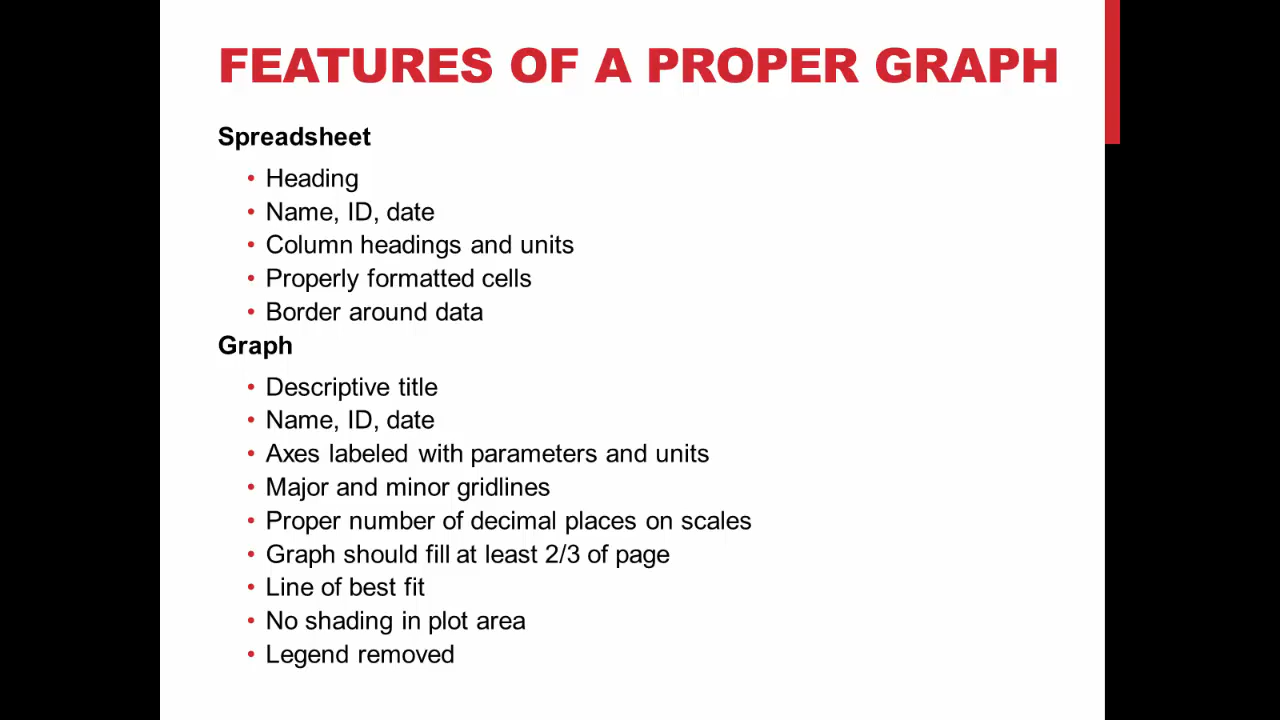 FEATURES OF A PROPER GRAPH
Spreadsheet
• Heading
• Name, ID, date
• Column headings and units
• Properly formatted cells
• Border around data
Graph
• Descriptive title
• Name, ID, date
• Axes labeled with parameters and units
• Major and minor gridlines
• Proper number of decimal places on scales
• Graph should fill at least 2/3 of page
• Line of best fit
• No shading in plot area
• Legend removed